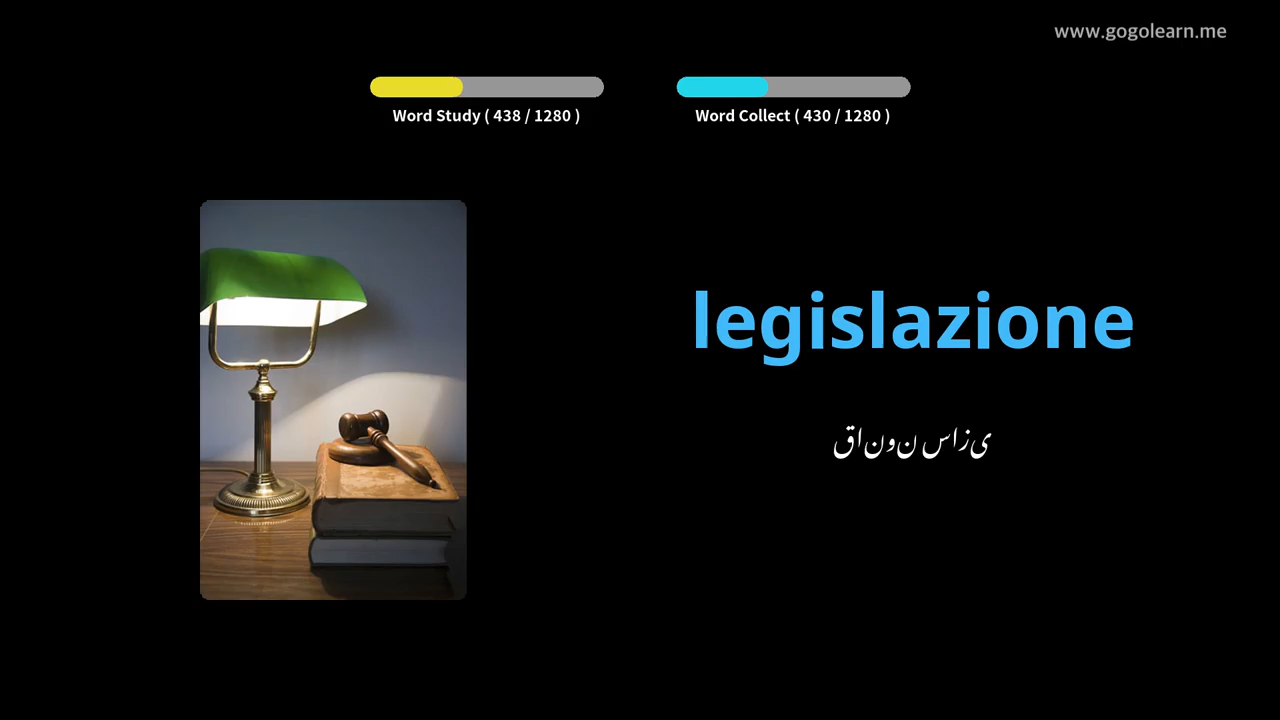 www.gogolearn.me
Word Study ( 438 / 1280 )
Word Collect ( 430 / 1280 )
legislazione
قانون سازی